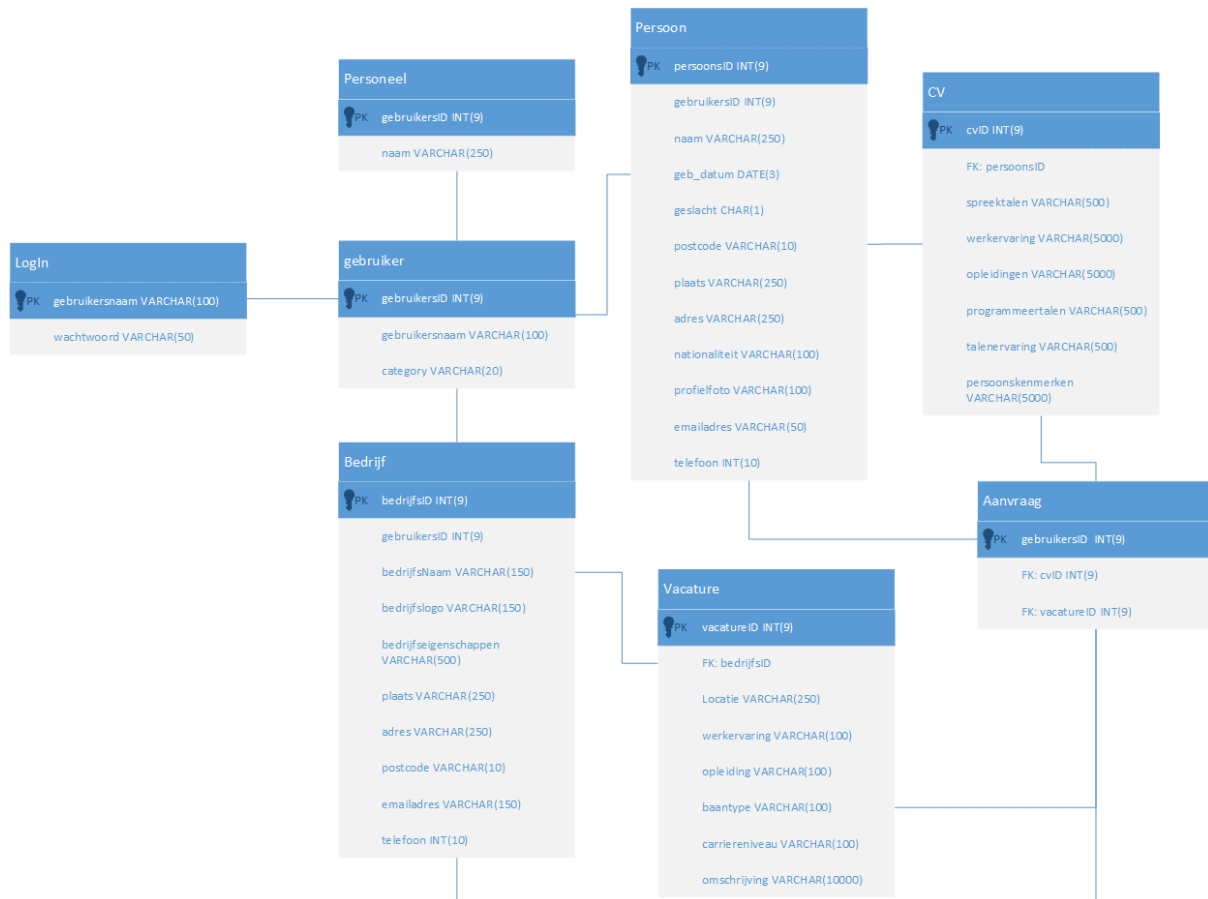 Persoon
PK persoonsID INT(9)
gebruikersID INT(9)
naam VARCHAR(250)
geb_datum DATE(3)
geslacht CHAR(1)
postcode VARCHAR(10)
plaats VARCHAR(250)
adres VARCHAR(250)
nationaliteit VARCHAR(100)
profielfoto VARCHAR(100)
emailadres VARCHAR(50)
telefoon INT(10)
Personeel
PK gebruikersID INT(9)
naam VARCHAR(250)
CV
PK cvID INT(9)
FK: persoonsID
spreektalen VARCHAR(500)
werkervaring VARCHAR(5000)
opleidingen VARCHAR(5000)
programmeertalen VARCHAR(500)
talenervaring VARCHAR(500)
persoonskenmerken
VARCHAR(5000)
LogIn
PK gebruikersnaam VARCHAR(100)
wachtwoord VARCHAR(50)
gebruiker
PK gebruikersID INT(9)
gebruikersnaam VARCHAR(100)
category VARCHAR(20)
Bedrijf
PK bedrijfsID INT(9)
gebruikersID INT(9)
bedrijfsNaam VARCHAR(150)
bedrijfslogo VARCHAR(150)
bedrijfseigenschappen
VARCHAR(500)
plaats VARCHAR(250)
adres VARCHAR(250)
postcode VARCHAR(10)
emailadres VARCHAR(150)
telefoon INT(10)
Aanvraag
PK gebruikersID INT(9)
FK: cvID INT(9)
FK: vacatureID INT(9)
Vacature
PK vacatureID INT(9)
FK: bedrijfsID
Locatie VARCHAR(250)
werkervaring VARCHAR(100)
opleiding VARCHAR(100)
baantype VARCHAR(100)
carriereniveau VARCHAR(100)
omschrijving VARCHAR(10000)